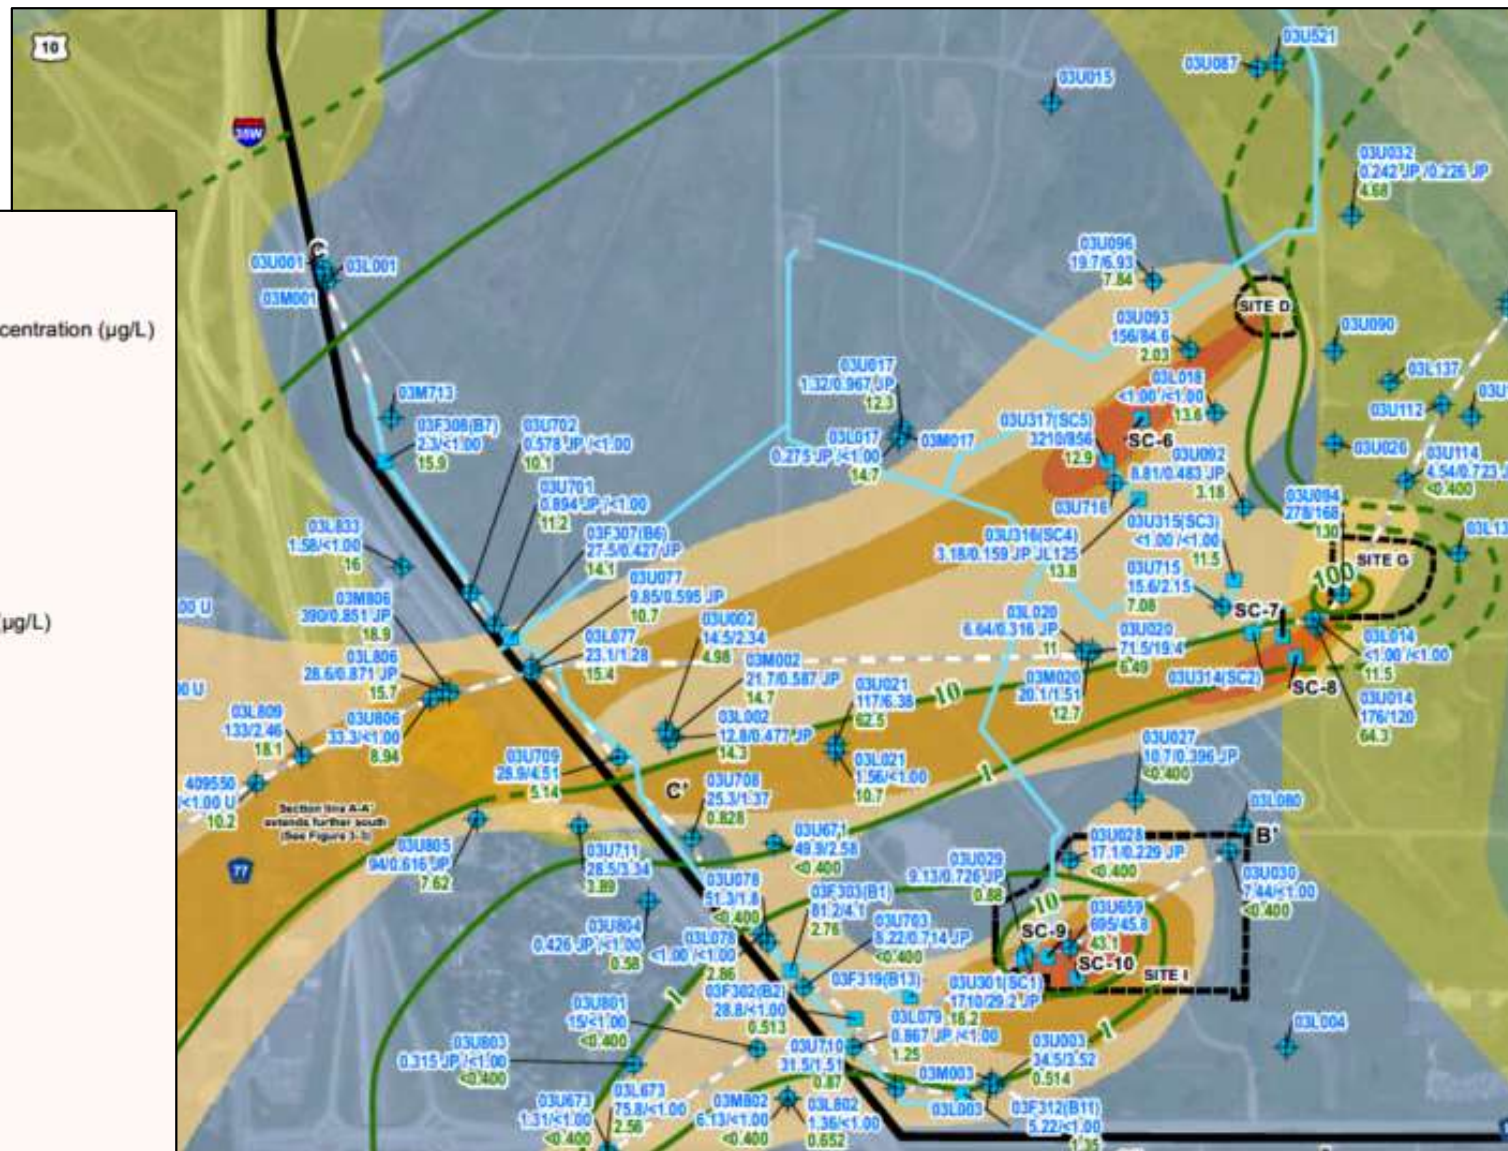 10
35W
03U521
03U087
03U015
03U032
0.242 JP /0.226 JP
4.68
C
03U001
03L001
03M001
centration (µg/L)
03U096
19.7/6.93
7.84
SITE D
03U093
156/84.6
2.03
03U090
03L018
<1.00 /<1.00
13.6
03L137
03U112
03U017
1.32/0.967 JP
12.3
03L017
0.275 JP /<1.00
14.7
03M017
03M713
03F308(B7)
2.3/<1.00
15.9
03U702
0.578 JP /<1.00
10.1
03U317(SC5)
3210/856
12.9
SC-6
03U092
8.81/0.483 JP
3.18
03U026
03U114
4.54/0.723 J
<0.400
03U701
0.894 JP /<1.00
11.2
03U716
03U094
278/168
130
03L833
1.58/<1.00
16
03F307(B6)
27.5/0.427 JP
14.1
03U316(SC4)
3.18/0.159 JP JL125
13.8
03U315(SC3)
<1.00 /<1.00
11.5
03L13
SITE G
100
03U077
9.85/0.595 JP
10.7
03U715
15.6/2.15
7.08
SC-7
03M806
390/0.851 JP
18.9
00 U
µg/L)
03U002
14.5/2.34
4.98
03L020
6.64/0.316 JP
11
03U020
71.5/19.4
6.49
03L014
<1.00 /<1.00
11.5
03L077
23.1/1.28
15.4
03L806
28.6/0.871 JP
15.7
03M002
21.7/0.587 JP
14.7
03U021
117/6.38
62.5
10
03M020
20.1/1.51
12.7
03U314(SC2)
SC-8
03U014
176/120
64.3
0 U
03L809
133/2.46
18.1
03U806
33.3/<1.00
8.94
03L002
12.8/0.477 JP
14.3
03U709
28.9/4.51
5.14
03L021
1.56/<1.00
10.7
03U027
10.7/0.396 JP
<0.400
1
409550
/<1.00 U
10.2
Section line A-A'
extends further south
(See Figure 3-3)
C'
03U708
25.3/1.37
0.828
03L080
B'
77
03U805
94/0.616 JP
7.62
03U711
28.5/3.34
3.89
03U671
49.9/2.58
<0.400
03U028
17.1/0.229 JP
<0.400
03U029
9.13/0.726 JP
0.88
03U030
7.44/<1.00
<0.400
03U078
51.3/1.8
<0.400
03F303(B1)
81.2/4.1
2.76
03U659
695/45.8
43.1
10
03U804
0.426 JP /<1.00
0.58
03L078
<1.00 /<1.00
2.86
03U703
<0.400
SC-9
SC-10
SITE I
03F319(B13)
03U301(SC1)
1710/29.2 JP
18.2
1
03U801
15/<1.00
<0.400
03F302(B2)
28.8/<1.00
0.513
03L079
0.867 JP /<1.00
1.25
03L004
1
03U803
0.315 JP /<1.00
<0.400
03U710
31.5/1.51
0.87
03U003
34.5/3.52
0.514
03M003
03L003
03U673
1.31/<1.00
<0.400
03L673
75.8/<1.00
2.56
03M802
6.13/<1.00
<0.400
03L802
1.36/<1.00
0.652
03F312(B11)
5.22/<1.00